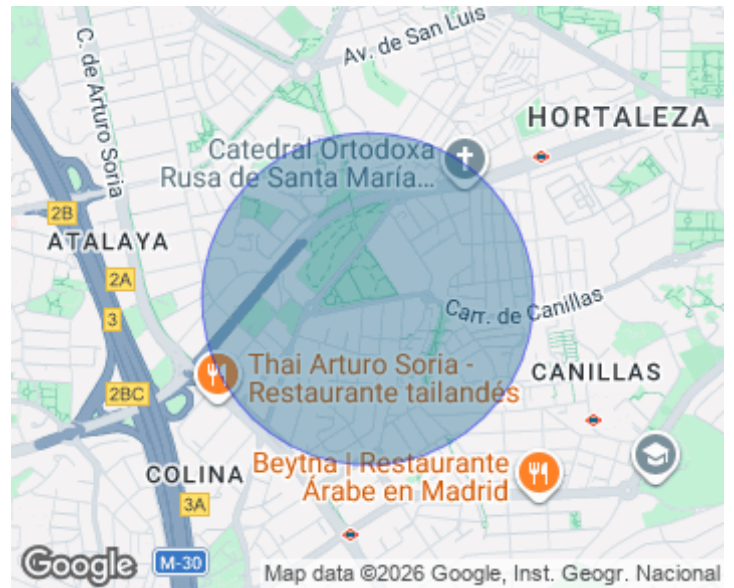 Av. de San Luis
C. de Arturo Soria
HORTALEZA
Catedral Ortodoxa
Rusa de Santa María...
2B
ATALAYA
2A
3
Carr. de Canillas
Thai Arturo Soria -
Restaurante tailandés
CANILLAS
2BC
Beytna | Restaurante
Árabe en Madrid
COLINA
3A
Google
M-30
Map data ©2026 Google, Inst. Geogr. Nacional